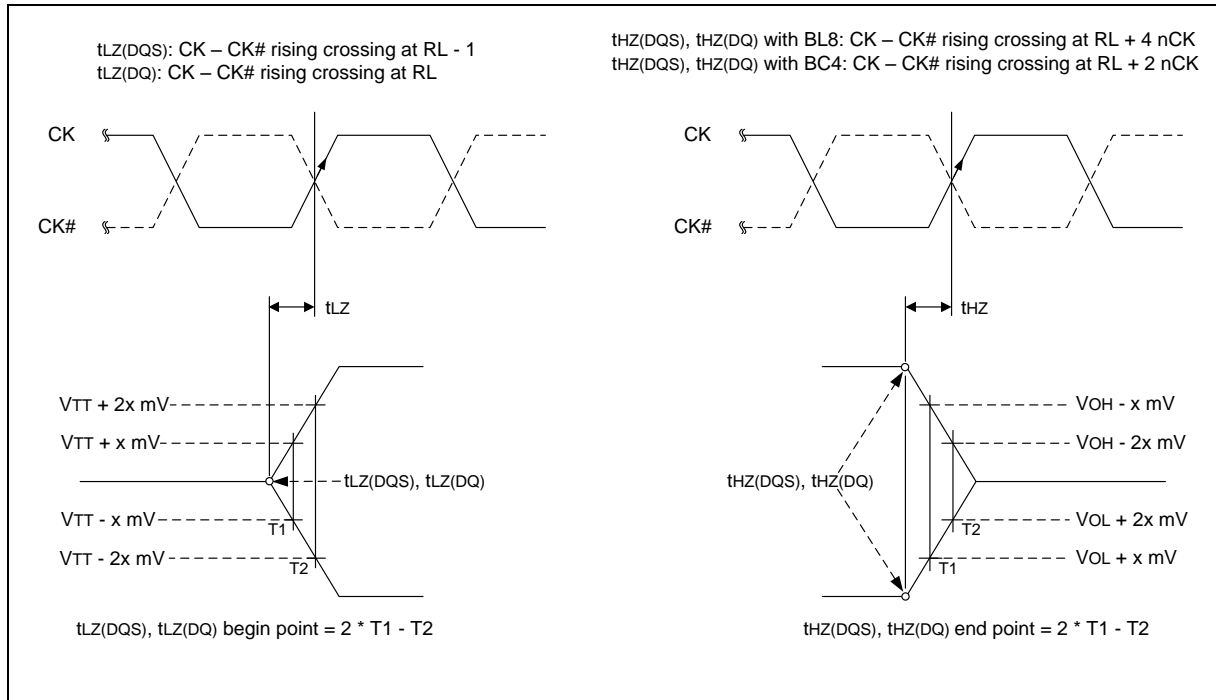 tLZ(DQS): CK – CK# rising crossing at RL - 1
tLZ(DQ): CK – CK# rising crossing at RL
tHZ(DQS), tHZ(DQ) with BL8: CK – CK# rising crossing at RL + 4 nCK
tHZ(DQS), tHZ(DQ) with BC4: CK – CK# rising crossing at RL + 2 nCK
CK
CK#
CK
CK#
tLZ
tHZ
VTT + 2x mV
VTT + x mV
tLZ(DQS), tLZ(DQ)
VTT - x mV
T1
VTT - 2x mV
T2
VOH - x mV
VOH - 2x mV
tHZ(DQS), tHZ(DQ)
VOL + 2x mV
T2
VOL + x mV
T1
tLZ(DQS), tLZ(DQ) begin point = 2 * T1 - T2
tHZ(DQS), tHZ(DQ) end point = 2 * T1 - T2